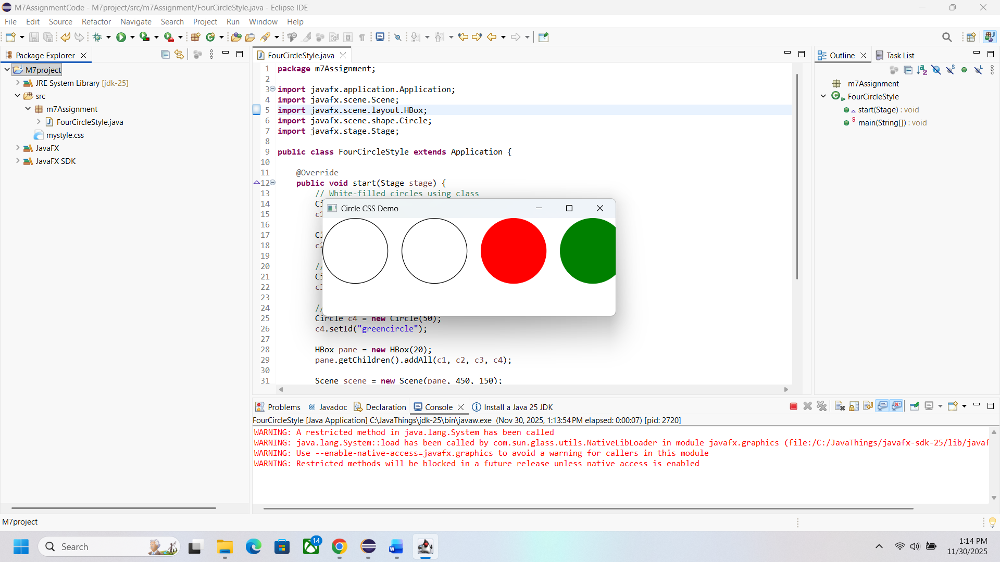 M7AssignmentCode - M7project/src/m7Assignment/FourCircleStyle.java - Eclipse IDE
File Edit Source Refactor Navigate Search Project Run Window Help
Package Explorer
M7project
JRE System Library [jdk-25]
src
m7Assignment
FourCircleStyle.java
mystyle.css
JavaFX
JavaFX SDK
FourCircleStyle.java
1 package m7Assignment;
2
3 import javafx.application.Application;
4 import javafx.scene.Scene;
5 import javafx.scene.layout.HBox;
6 import javafx.scene.shape.Circle;
7 import javafx.stage.Stage;
8
9 public class FourCircleStyle extends Application {
10
11 @Override
12 public void start(Stage stage) {
13 // White-filled circles using class
14 Ci
15 c1
16
17 Ci
18 c2
19
20 //
21 Ci
22 c3
23
24 //
25 Circle c4 = new Circle(50);
26 c4.setId("greencircle");
27
28 HBox pane = new HBox(20);
29 pane.getChildren().addAll(c1, c2, c3, c4);
30
31 Scene scene = new Scene(pane, 450, 150);
Circle CSS Demo
Outline Task List
m7Assignment
FourCircleStyle
start(Stage) : void
main(String[]) : void
Problems Javadoc Declaration Console Install a Java 25 JDK
FourCircleStyle [Java Application] C:\JavaThings\jdk-25\bin\javaw.exe (Nov 30, 2025, 1:13:54 PM elapsed: 0:00:07) [pid: 2720]
WARNING: A restricted method in java.lang.System has been called
WARNING: java.lang.System::load has been called by com.sun.glass.utils.NativeLibLoader in module javafx.graphics (file:/C:/JavaThings/javafx-sdk-25/lib/javaf
WARNING: Use --enable-native-access=javafx.graphics to avoid a warning for callers in this module
WARNING: Restricted methods will be blocked in a future release unless native access is enabled
M7project
Search
14
1:14 PM
11/30/2025